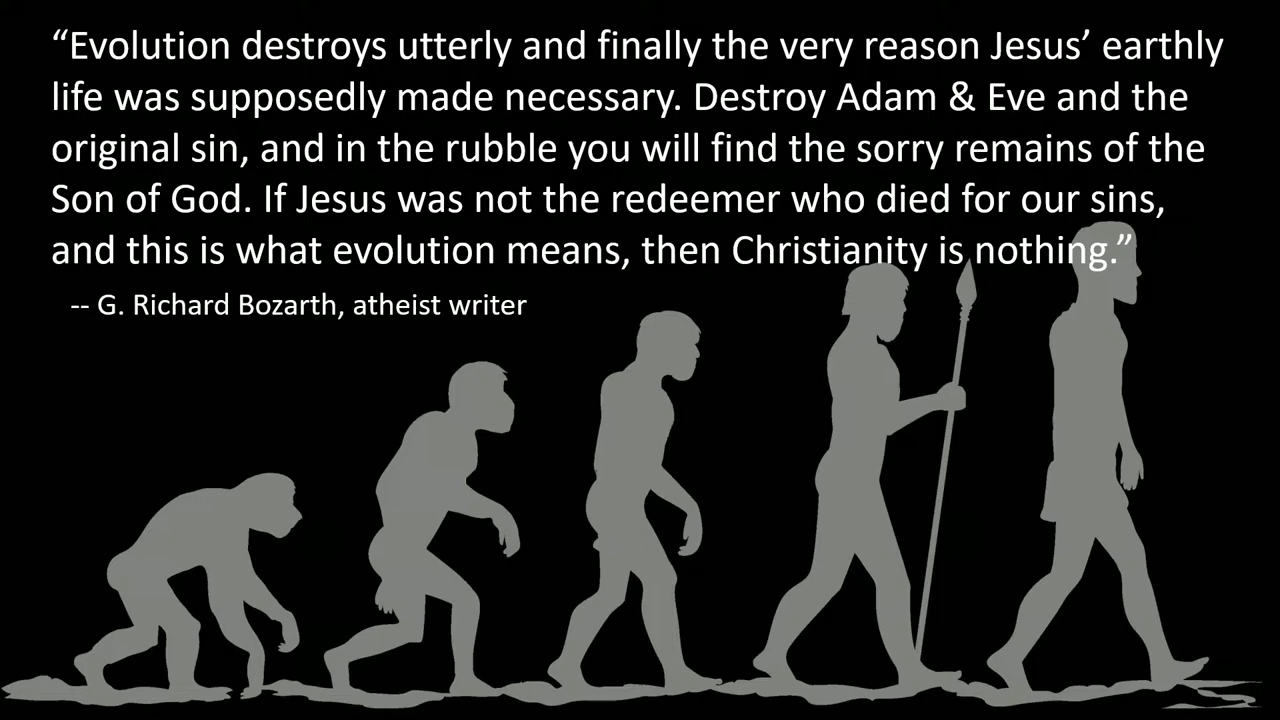 “Evolution destroys utterly and finally the very reason Jesus’ earthly
life was supposedly made necessary. Destroy Adam & Eve and the
original sin, and in the rubble you will find the sorry remains of the
Son of God. If Jesus was not the redeemer who died for our sins,
and this is what evolution means, then Christianity is nothing.”
-- G. Richard Bozarth, atheist writer